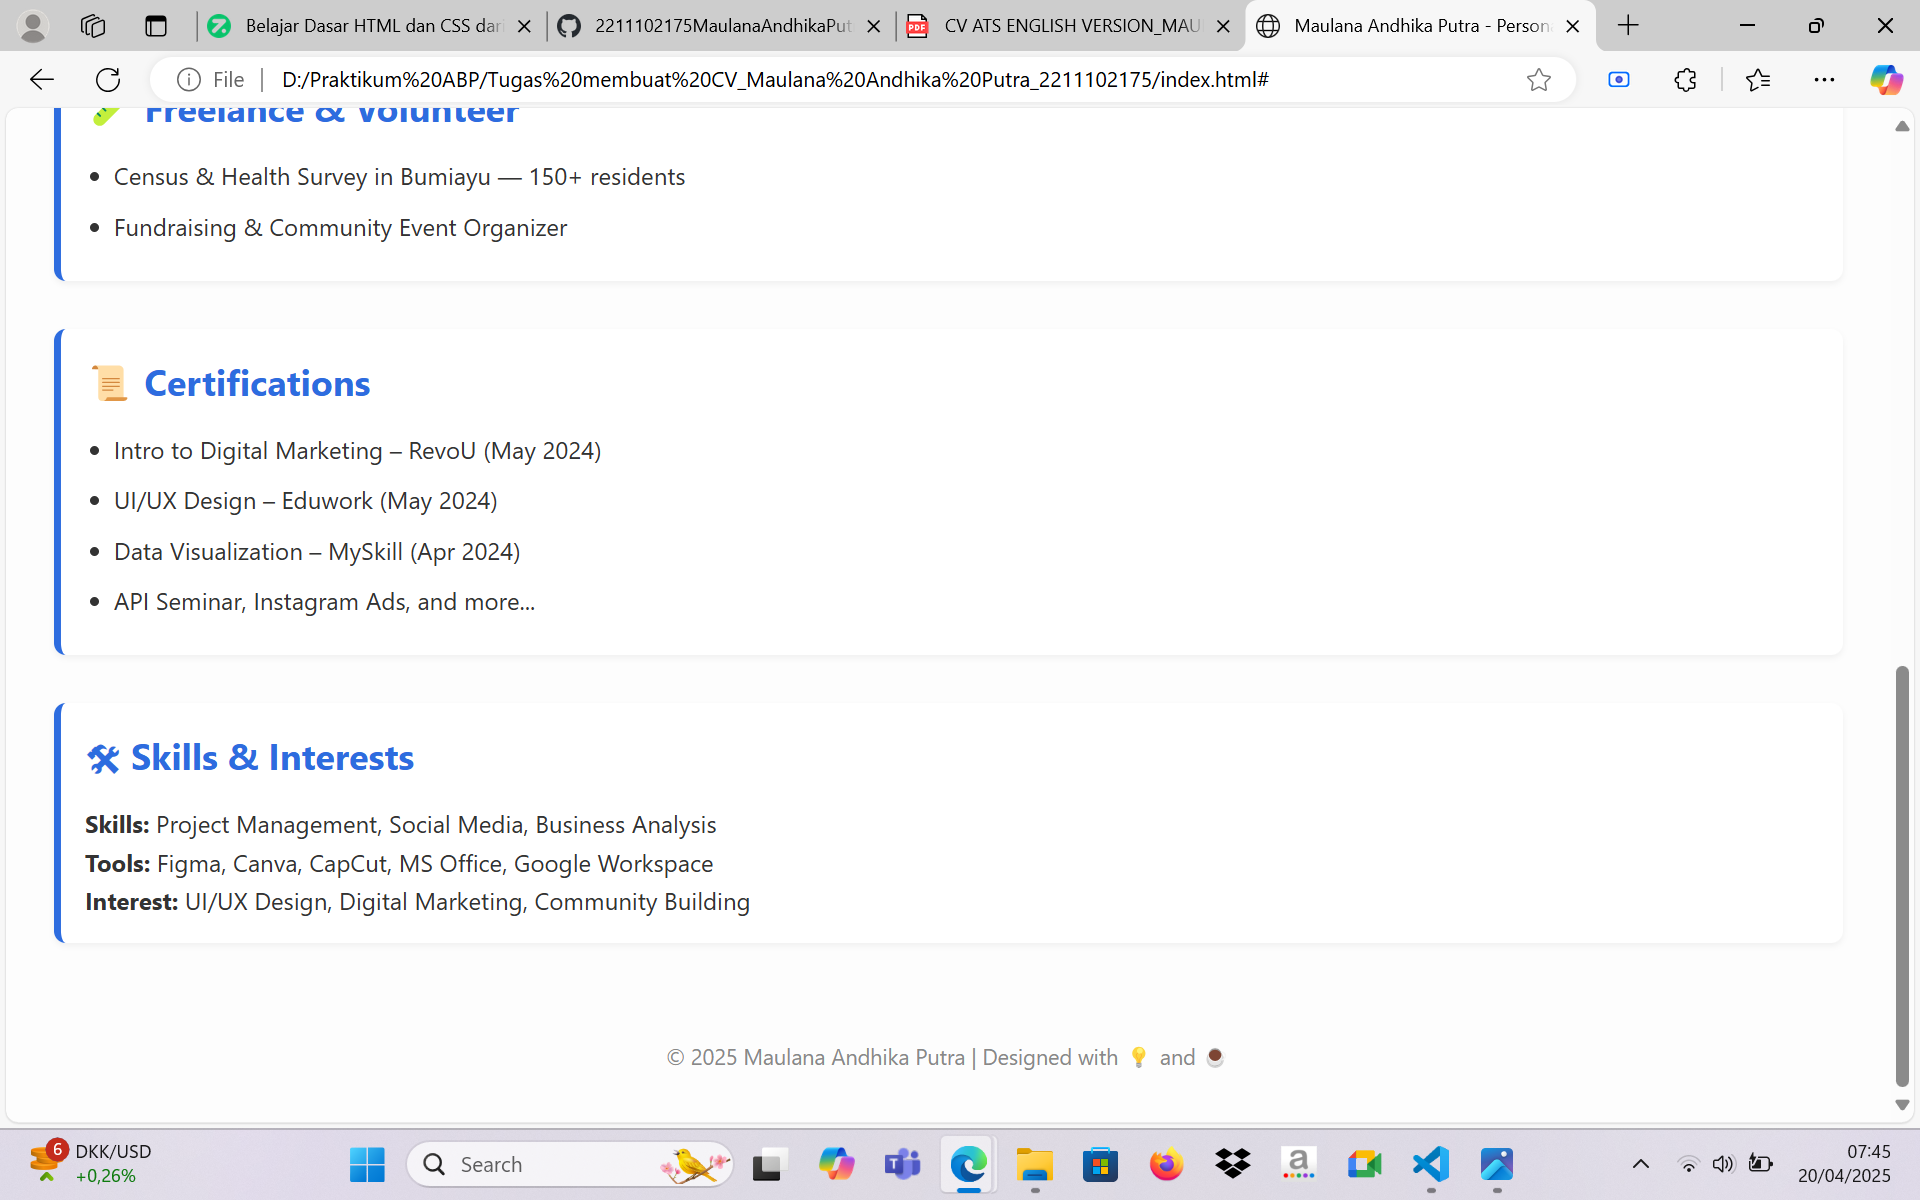 Belajar Dasar HTML dan CSS dari
2211102175MaulanaAndhikaPut
CV ATS ENGLISH VERSION_MAU
Maulana Andhika Putra - Person
File
D:/Praktikum%20ABP/Tugas%20membuat%20CV_Maulana%20Andhika%20Putra_2211102175/index.html#
Freelance & Volunteer
• Census & Health Survey in Bumiayu — 150+ residents
• Fundraising & Community Event Organizer
Certifications
• Intro to Digital Marketing – RevoU (May 2024)
• UI/UX Design – Eduwork (May 2024)
• Data Visualization – MySkill (Apr 2024)
• API Seminar, Instagram Ads, and more...
Skills & Interests
Skills: Project Management, Social Media, Business Analysis
Tools: Figma, Canva, CapCut, MS Office, Google Workspace
Interest: UI/UX Design, Digital Marketing, Community Building
© 2025 Maulana Andhika Putra | Designed with 💡 and ☕
6
DKK/USD
+0,26%
Search
07:45
20/04/2025